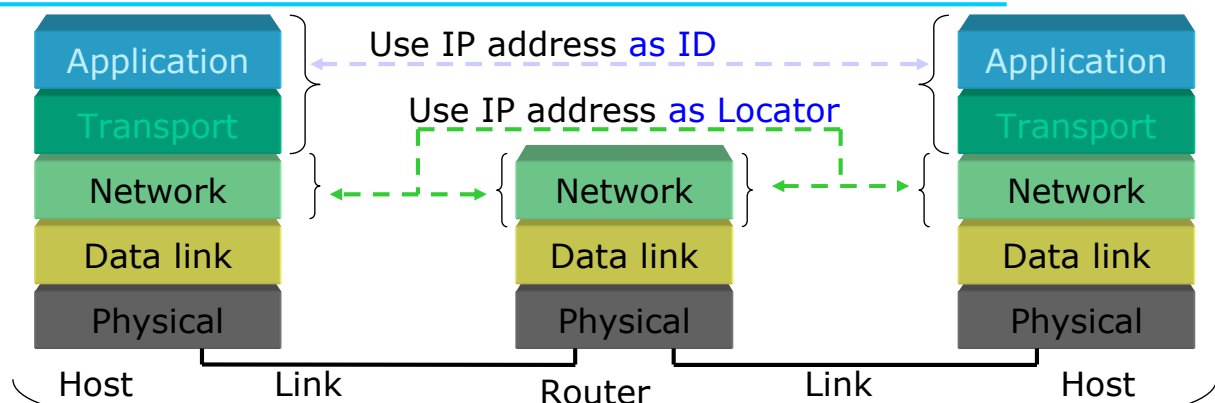 Use IP address as ID
Application
Application
Use IP address as Locator
Transport
Transport
Network
Network
Network
Data link
Data link
Data link
Physical
Physical
Physical
Host
Link
Router
Link
Host